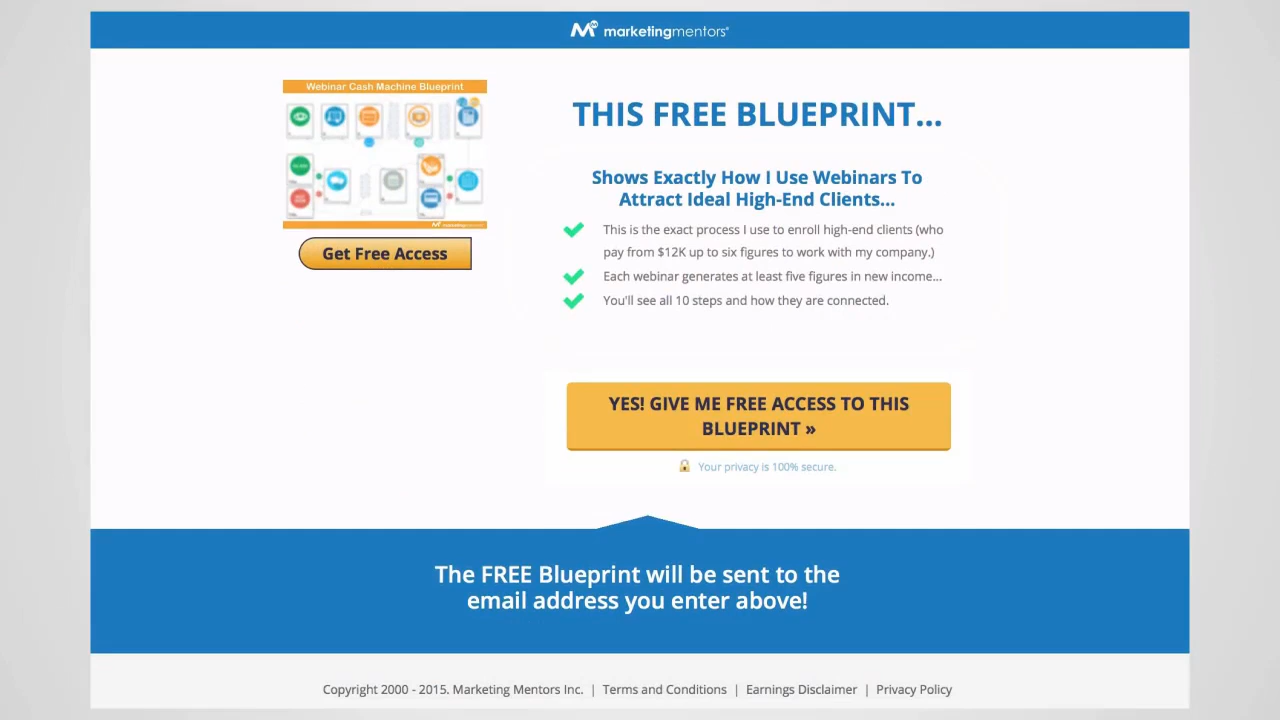 marketingmentors
Webinar Cash Machine Blueprint
Get Free Access
THIS FREE BLUEPRINT...
Shows Exactly How I Use Webinars To
Attract Ideal High-End Clients...
This is the exact process I use to enroll high-end clients (who
pay from $12K up to six figures to work with my company.)
Each webinar generates at least five figures in new income...
You'll see all 10 steps and how they are connected.
YES! GIVE ME FREE ACCESS TO THIS
BLUEPRINT »
Your privacy is 100% secure.
The FREE Blueprint will be sent to the
email address you enter above!
Copyright 2000 - 2015. Marketing Mentors Inc. | Terms and Conditions | Earnings Disclaimer | Privacy Policy